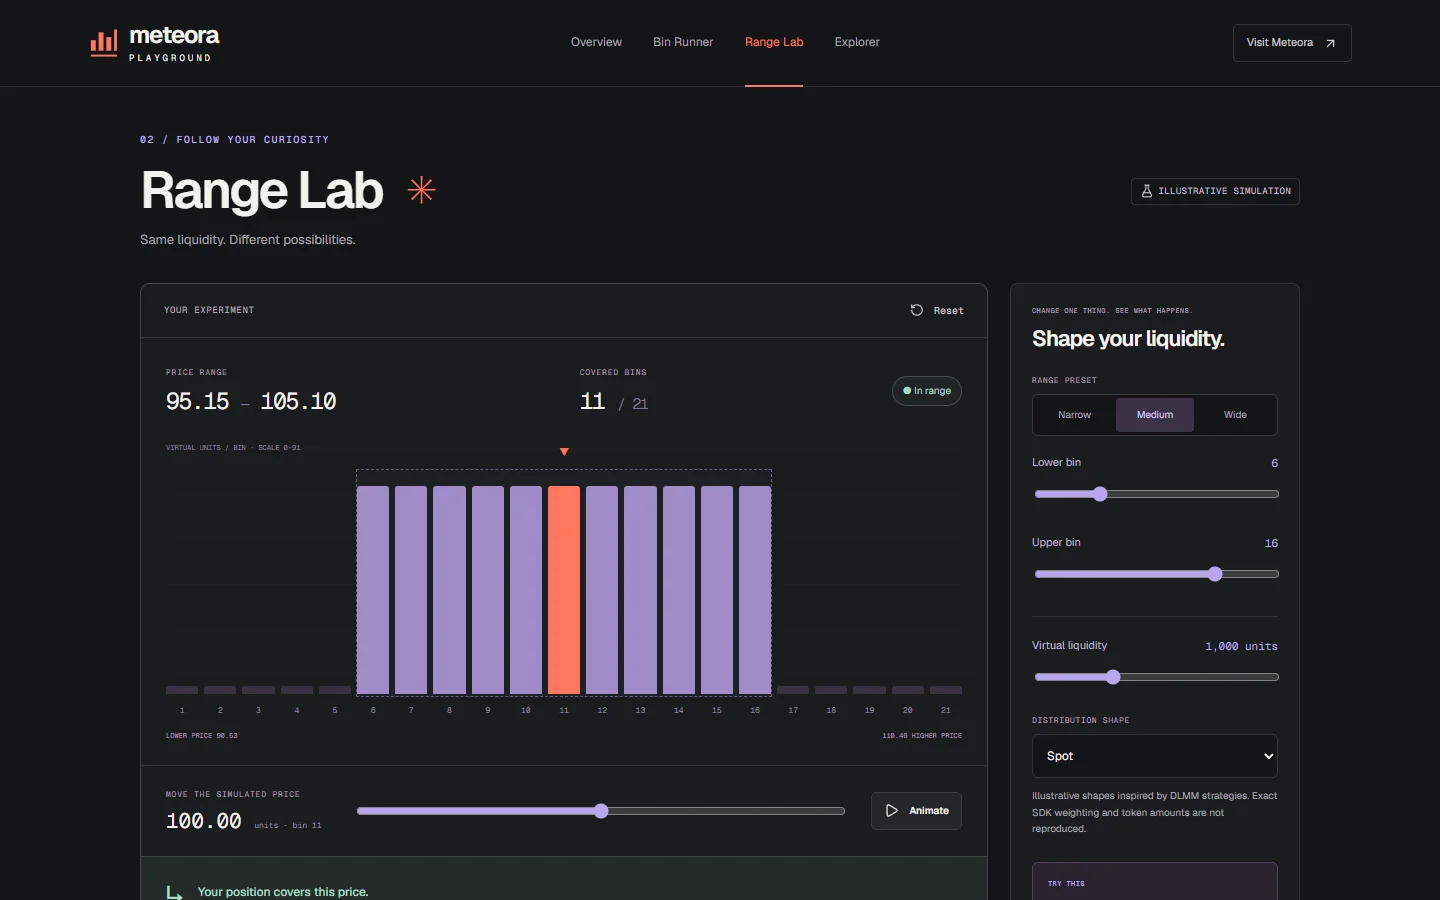 meteora
PLAYGROUND
Overview
Bin Runner
Range Lab
Explorer
Visit Meteora
02 / FOLLOW YOUR CURIOSITY
Range Lab
ILLUSTRATIVE SIMULATION
Same liquidity. Different possibilities.
YOUR EXPERIMENT
Reset
PRICE RANGE
95.15 – 105.10
COVERED BINS
11 / 21
In range
VIRTUAL UNITS / BIN · SCALE 0–91
1 2 3 4 5 6 7 8 9 10 11 12 13 14 15 16 17 18 19 20 21
LOWER PRICE 90.53
110.46 HIGHER PRICE
MOVE THE SIMULATED PRICE
100.00 units · bin 11
Animate
Your position covers this price.
CHANGE ONE THING. SEE WHAT HAPPENS.
Shape your liquidity.
RANGE PRESET
Narrow
Medium
Wide
Lower bin 6
Upper bin 16
Virtual liquidity 1,000 units
DISTRIBUTION SHAPE
Spot
Illustrative shapes inspired by DLMM strategies. Exact
SDK weighting and token amounts are not
reproduced.
TRY THIS